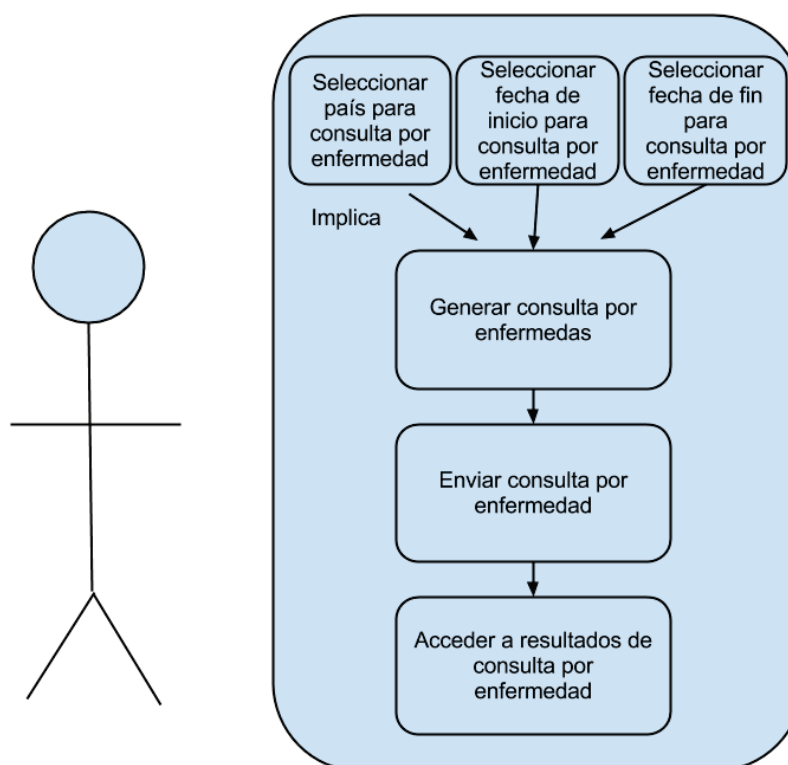 Seleccionar
país para
consulta por
enfermedad
Seleccionar
fecha de
inicio para
consulta por
enfermedad
Seleccionar
fecha de fin
para
consulta por
enfermedad
Implica
Generar consulta por
enfermedas
Enviar consulta por
enfermedad
Acceder a resultados de
consulta por
enfermedad